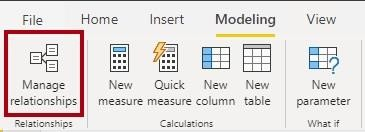 File Home Insert Modeling View
Manage relationships
New measure
Quick measure
New column
New table
New parameter
Relationships Calculations What if